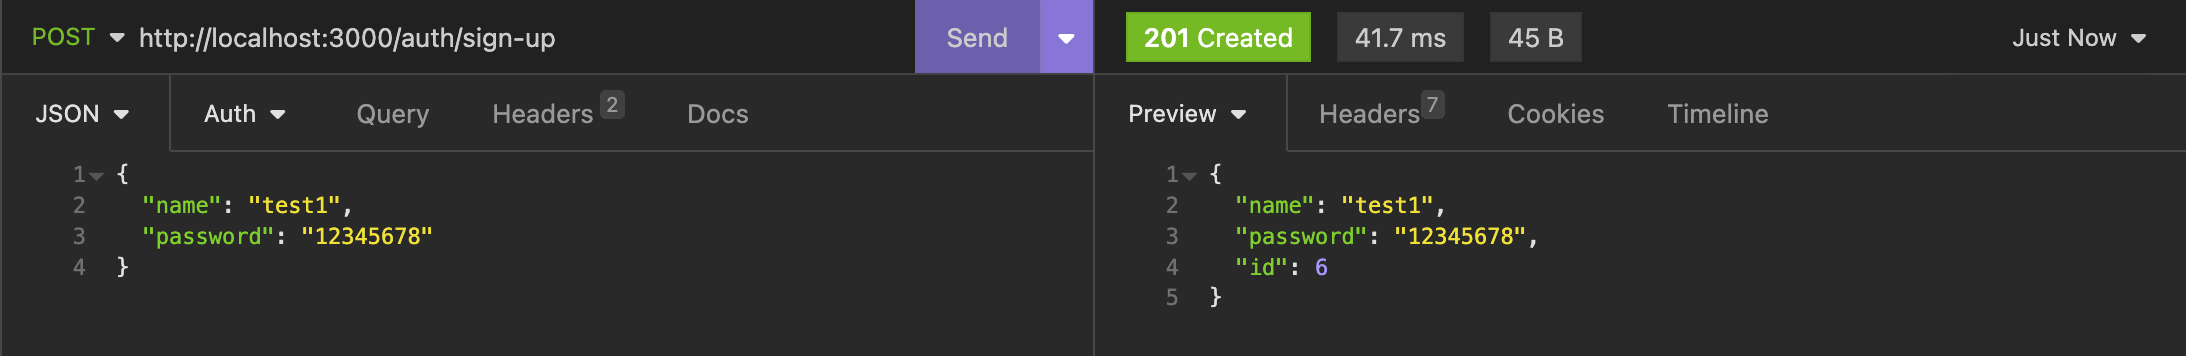 POST http://localhost:3000/auth/sign-up Send 201 Created 41.7 ms 45 B Just Now
JSON Auth Query Headers 2 Docs Preview Headers 7 Cookies Timeline
1 {
2 "name": "test1",
3 "password": "12345678"
4 }
1 {
2 "name": "test1",
3 "password": "12345678",
4 "id": 6
5 }